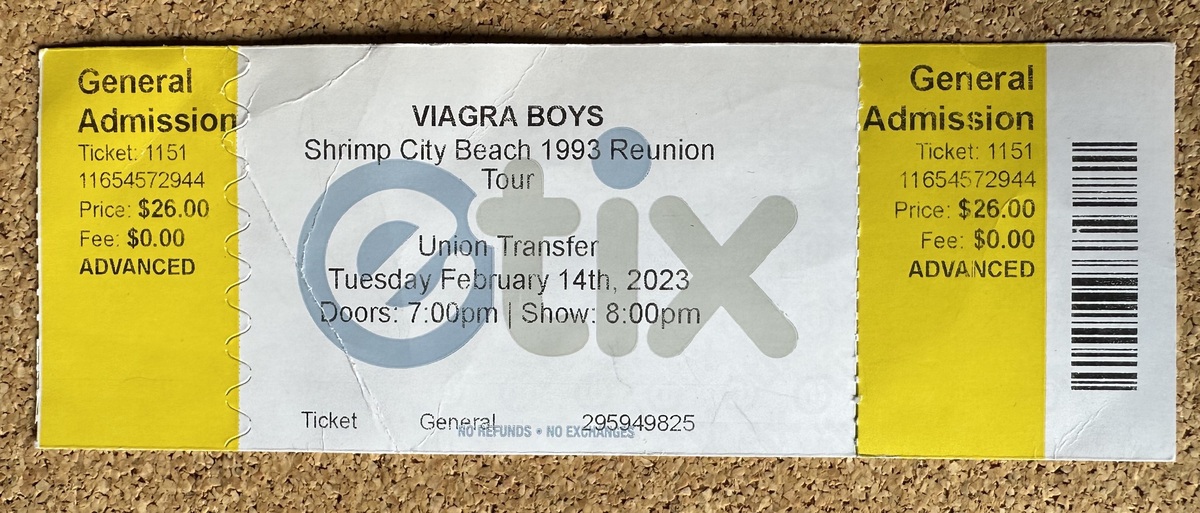 General
Admission
Ticket: 1151
11654572944
Price: $26.00
Fee: $0.00
ADVANCED
VIAGRA BOYS
Shrimp City Beach 1993 Reunion
Tour
etix
Union Transfer
Tuesday February 14th, 2023
Doors: 7:00pm | Show: 8:00pm
Ticket General 295949825
NO REFUNDS • NO EXCHANGES
General
Admission
Ticket: 1151
11654572944
Price: $26.00
Fee: $0.00
ADVANCED